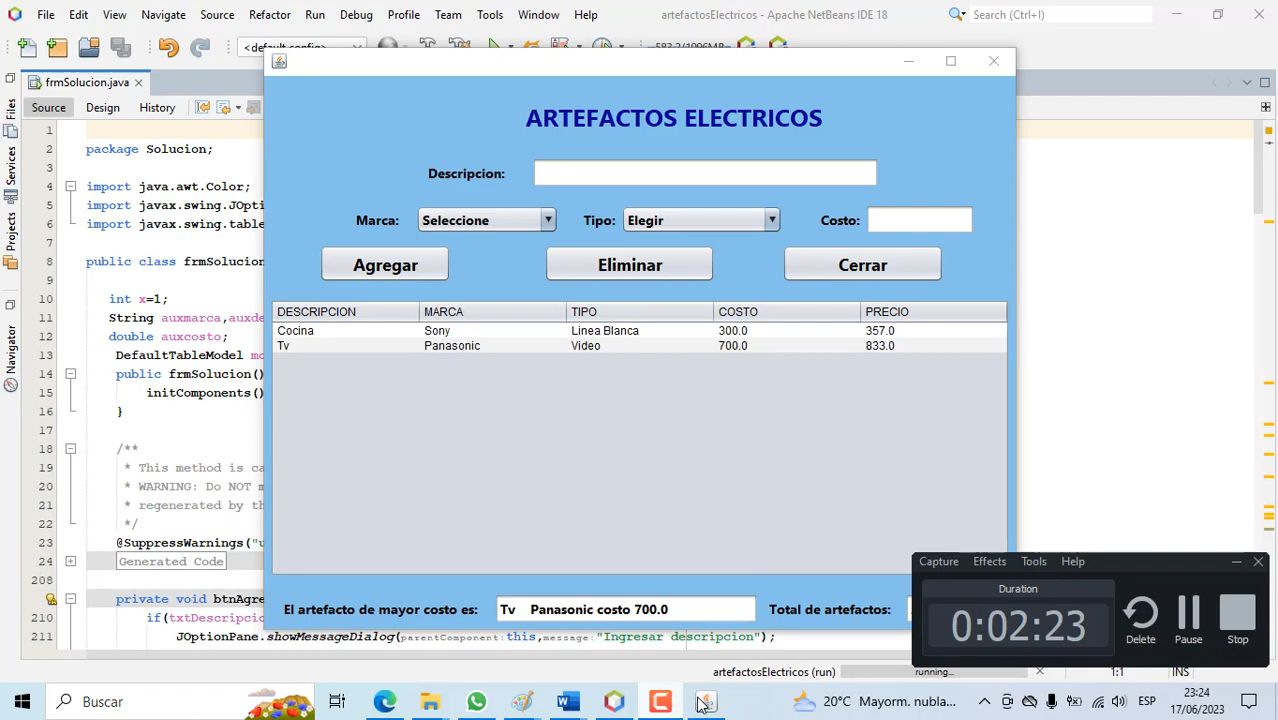 File Edit View Navigate Source Refactor Run Debug Profile Team Tools Window Help artefactosElectricos - Apache NetBeans IDE 18 Search (Ctrl+I)
<default config> 583.2/1096MB
frmSolucion.java
Source Design History
ARTEFACTOS ELECTRICOS
Descripcion:
Marca: Seleccione Tipo: Elegir Costo:
Agregar Eliminar Cerrar
DESCRIPCION MARCA TIPO COSTO PRECIO
Cocina Sony Linea Blanca 300.0 357.0
Tv Panasonic Video 700.0 833.0
El artefacto de mayor costo es: Tv Panasonic costo 700.0 Total de artefactos:
Files
Services
Projects
Navigator
1
2 package Solucion;
3
4 import java.awt.Color;
5 import javax.swing.JOpti
6 import javax.swing.table
7
8 public class frmSolucion
9
10 int x=1;
11 String auxmarca,auxde
12 double auxcosto;
13 DefaultTableModel mo
14 public frmSolucion()
15 initComponents()
16 }
17
18 /**
19 * This method is ca
20 * WARNING: Do NOT m
21 * regenerated by th
22 */
23 @SuppressWarnings("u
24 Generated Code
208
private void btnAgre
210 if(txtDescripcio
211 JOptionPane.showMessageDialog(parentComponent:this,message:"Ingresar descripcion");
Capture Effects Tools Help
Duration
0:02:23
Delete Pause Stop
artefactosElectricos (run) running... 1:1 INS
Buscar 20°C Mayorm. nubla... ESP 23:24
17/06/2023